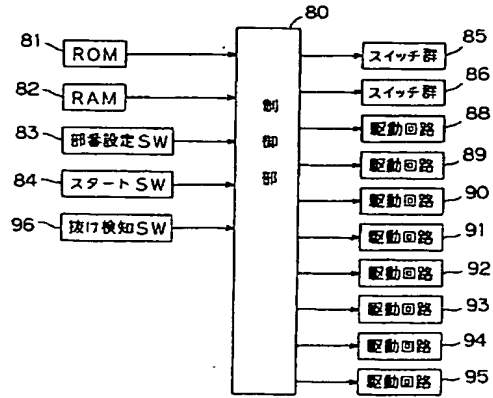 80
81
ROM
82
RAM
83
部番設定SW
84
スタートSW
96
抜け検知SW
制御部
85
スイッチ群
86
スイッチ群
88
駆動回路
89
駆動回路
90
駆動回路
91
駆動回路
92
駆動回路
93
駆動回路
94
駆動回路
95
駆動回路